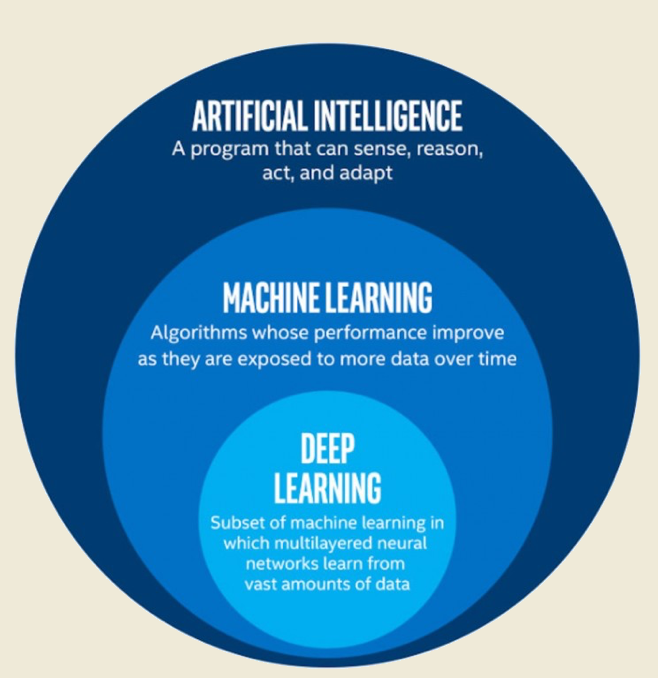 ARTIFICIAL INTELLIGENCE
A program that can sense, reason,
act, and adapt
MACHINE LEARNING
Algorithms whose performance improve
as they are exposed to more data over time
DEEP
LEARNING
Subset of machine learning in
which multilayered neural
networks learn from
vast amounts of data